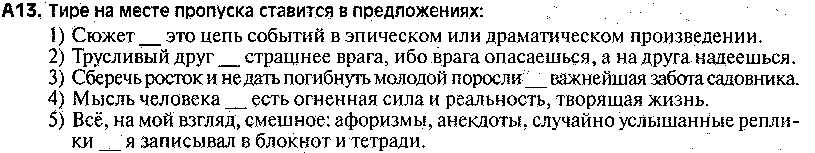 А13. Тире на месте пропуска ставится в предложениях:
1) Сюжет __ это цепь событий в эпическом или драматическом произведении.
2) Трусливый друг __ страшнее врага, ибо врага опасаешься, а на друга надеешься.
3) Сберечь росток и не дать погибнуть молодой поросли __ важнейшая забота садовника.
4) Мысль человека __ есть огненная сила и реальность, творящая жизнь.
5) Всё, на мой взгляд, смешное: афоризмы, анекдоты, случайно услышанные репли-
ки __ я записывал в блокнот и тетради.